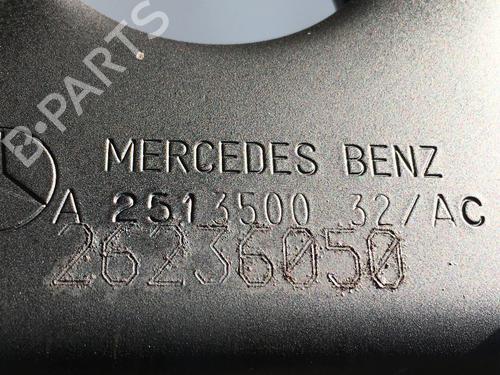 B-PARTS
MERCEDES BENZ
A 2513500 32/AC
26236050